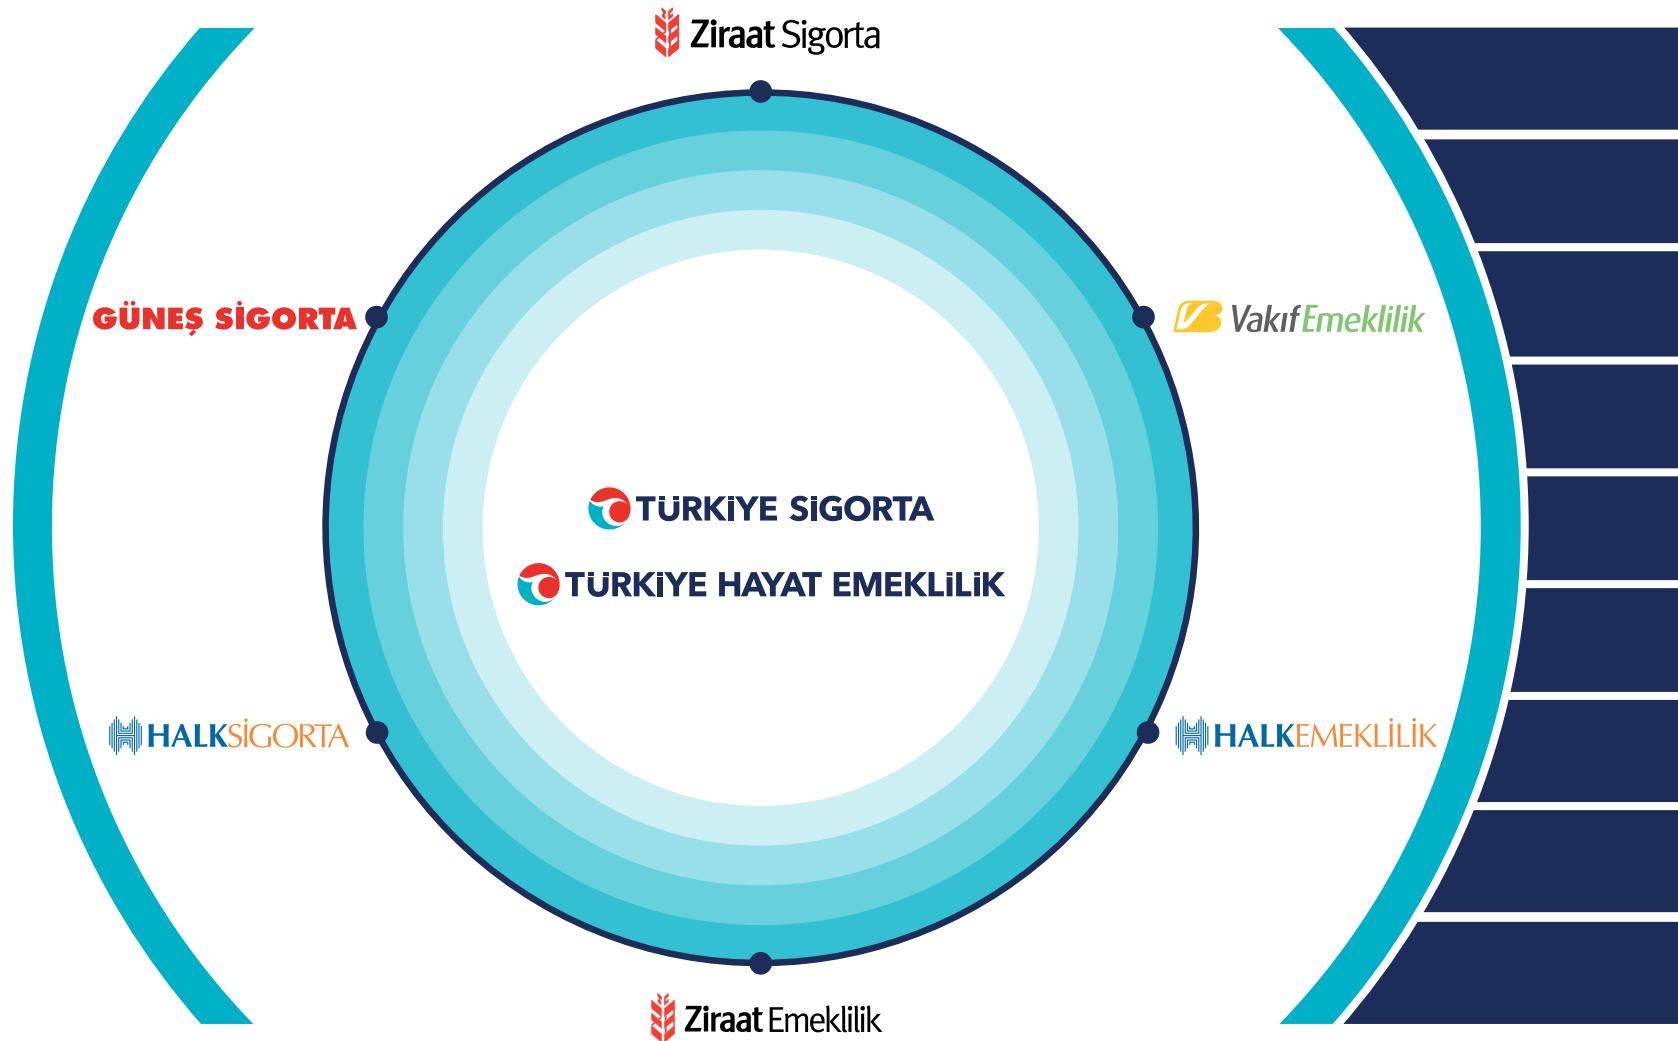 Ziraat Sigorta
GÜNEŞ SİGORTA
VakıfEmeklilik
TÜRKİYE SİGORTA
TÜRKİYE HAYAT EMEKLİLİK
HALKSİGORTA
HALKEMEKLİLİK
Ziraat Emeklilik